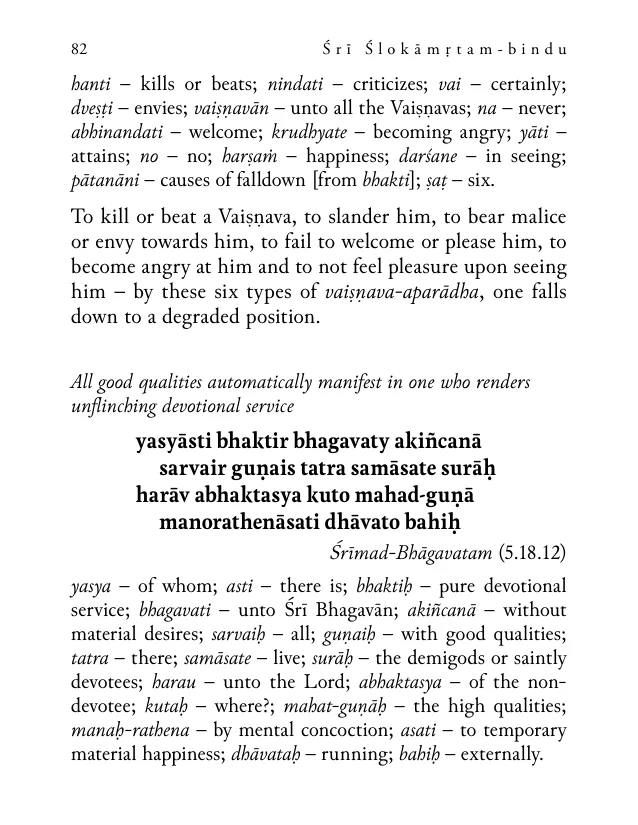 82 Śrī Ślokāmṛtam-bindu
hanti – kills or beats; nindati – criticizes; vai – certainly;
dveṣṭi – envies; vaiṣṇavān – unto all the Vaiṣṇavas; na – never;
abhinandati – welcome; krudhyate – becoming angry; yāti –
attains; no – no; harṣaṁ – happiness; darśane – in seeing;
pātanāni – causes of falldown [from bhakti]; ṣaṭ – six.
To kill or beat a Vaiṣṇava, to slander him, to bear malice
or envy towards him, to fail to welcome or please him, to
become angry at him and to not feel pleasure upon seeing
him – by these six types of vaiṣṇava-aparādha, one falls
down to a degraded position.
All good qualities automatically manifest in one who renders
unflinching devotional service
yasyāsti bhaktir bhagavaty akiñcanā
sarvair guṇais tatra samāsate surāḥ
harāv abhaktasya kuto mahad-guṇā
manorathenāsati dhāvato bahiḥ
Śrīmad-Bhāgavatam (5.18.12)
yasya – of whom; asti – there is; bhaktiḥ – pure devotional
service; bhagavati – unto Śrī Bhagavān; akiñcanā – without
material desires; sarvaiḥ – all; guṇaiḥ – with good qualities;
tatra – there; samāsate – live; surāḥ – the demigods or saintly
devotees; harau – unto the Lord; abhaktasya – of the non-
devotee; kutaḥ – where?; mahat-guṇāḥ – the high qualities;
manaḥ-rathena – by mental concoction; asati – to temporary
material happiness; dhāvataḥ – running; bahiḥ – externally.